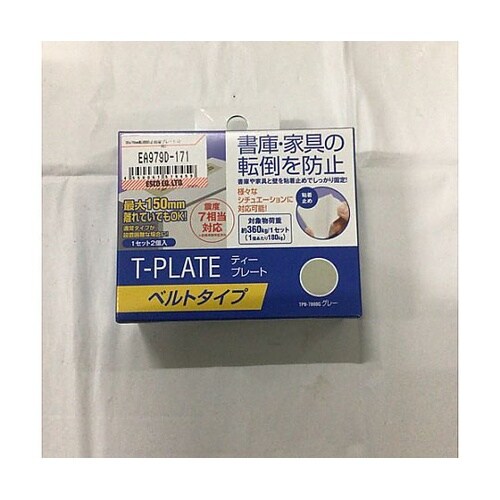 EA979D-171
ESCO CO.,LTD.
書庫・家具の
転倒を防止
書庫や家具と壁を粘着止めでしっかり固定!
最大150mm
離れていてもOK!
1セット2個入
震度
7相当
対応
様々な
シチュエーションに
対応可能!
対象物荷重
約360kg/1セット
(1個あたり180kg)
粘着
止め
T-PLATE ティー
プレート
ベルトタイプ
グレー